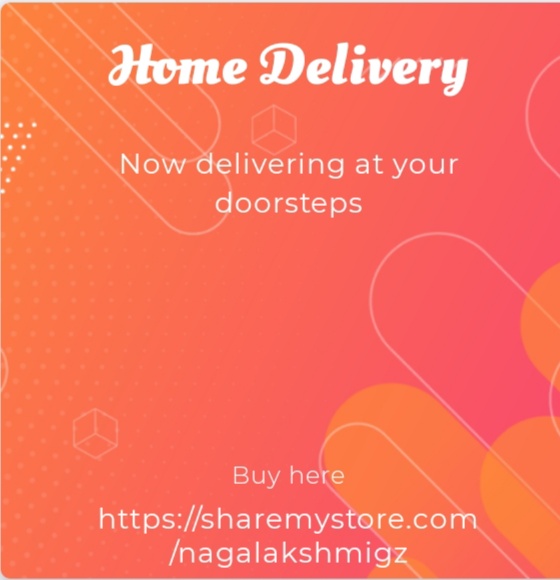 Home Delivery
Now delivering at your
doorsteps
Buy here
https://sharemystore.com
/nagalakshmigz